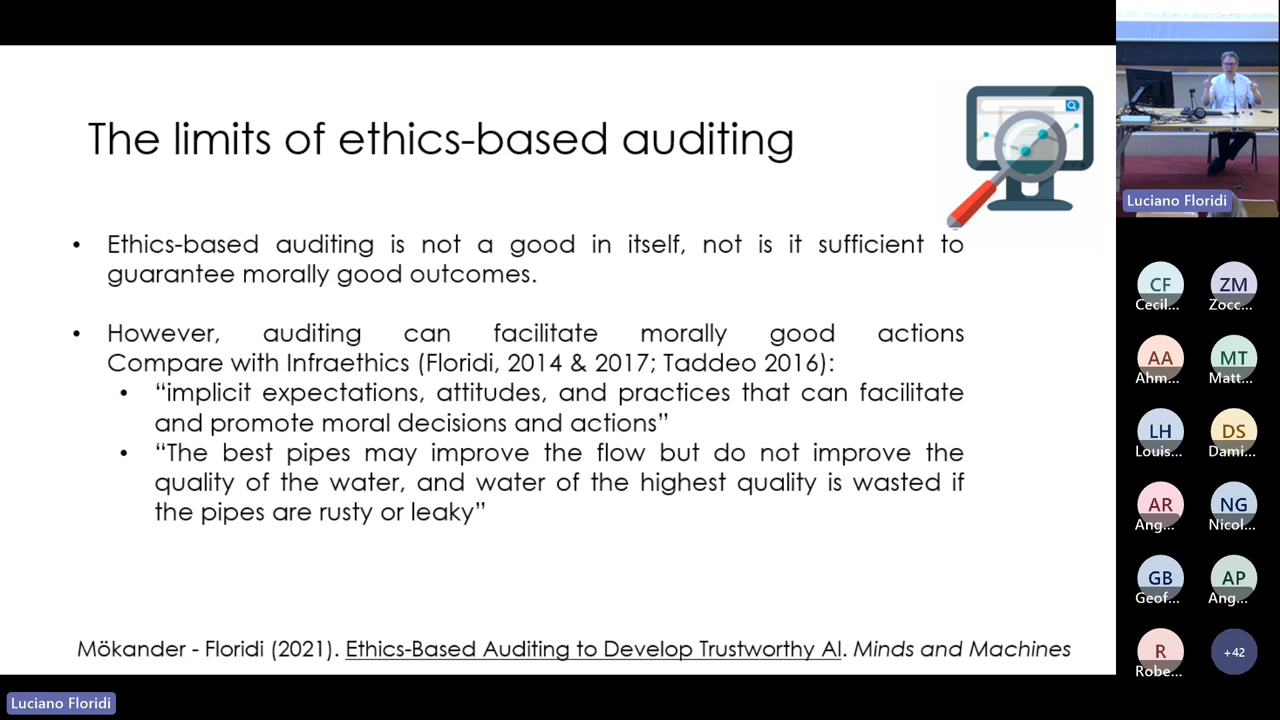 The limits of ethics-based auditing
• Ethics-based auditing is not a good in itself, not is it sufficient to
guarantee morally good outcomes.
• However, auditing can facilitate morally good actions
Compare with Infraethics (Floridi, 2014 & 2017; Taddeo 2016):
• “implicit expectations, attitudes, and practices that can facilitate
and promote moral decisions and actions”
• “The best pipes may improve the flow but do not improve the
quality of the water, and water of the highest quality is wasted if
the pipes are rusty or leaky”
Mökander - Floridi (2021). Ethics-Based Auditing to Develop Trustworthy AI. Minds and Machines
Luciano Floridi
Luciano Floridi
CF
Cecil...
ZM
Zocc...
AA
Ahm...
MT
Matt...
LH
Louis...
DS
Dami...
AR
Ang...
NG
Nicol...
GB
Geof...
AP
Ang...
R
Robe...
+42